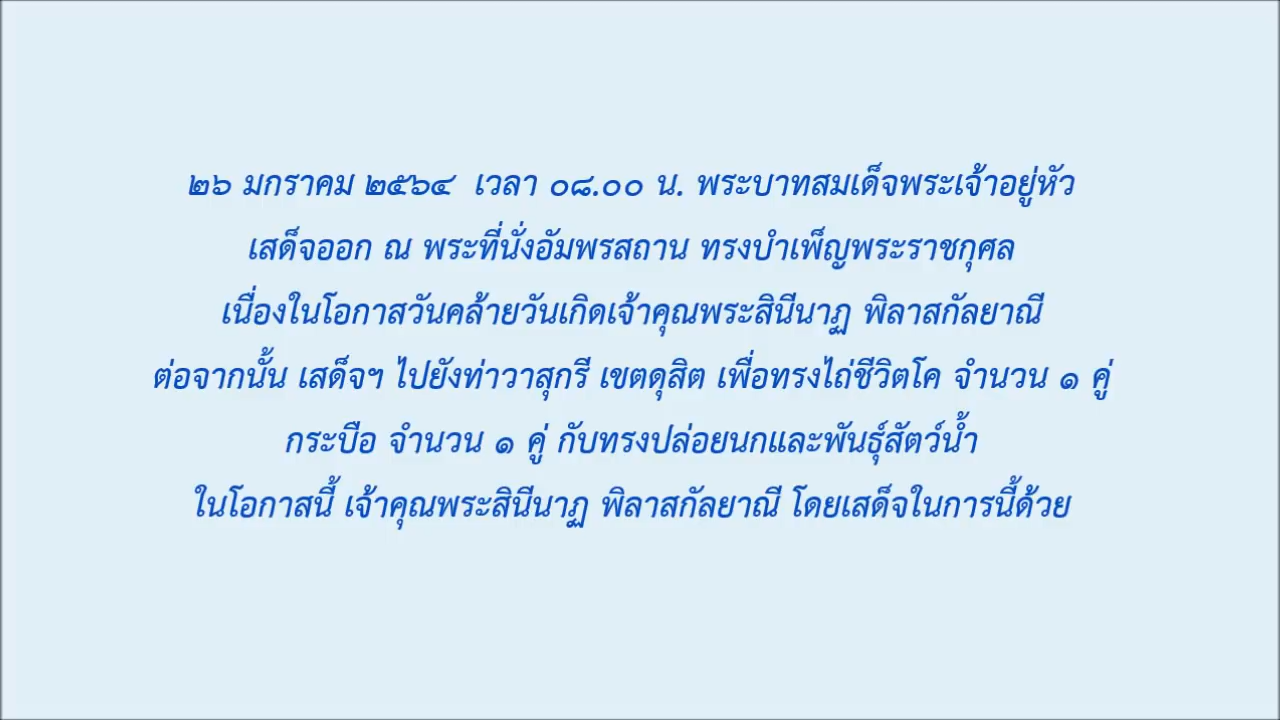 ๒๖ มกราคม ๒๕๖๔ เวลา ๐๘.๐๐ น. พระบาทสมเด็จพระเจ้าอยู่หัว
เสด็จออก ณ พระที่นั่งอัมพรสถาน ทรงบำเพ็ญพระราชกุศล
เนื่องในโอกาสวันคล้ายวันเกิดเจ้าคุณพระสินีนาฏ พิลาสกัลยาณี
ต่อจากนั้น เสด็จฯ ไปยังท่าวาสุกรี เขตดุสิต เพื่อทรงไถ่ชีวิตโค จำนวน ๑ คู่
กระบือ จำนวน ๑ คู่ กับทรงปล่อยนกและพันธุ์สัตว์น้ำ
ในโอกาสนี้ เจ้าคุณพระสินีนาฏ พิลาสกัลยาณี โดยเสด็จในการนี้ด้วย